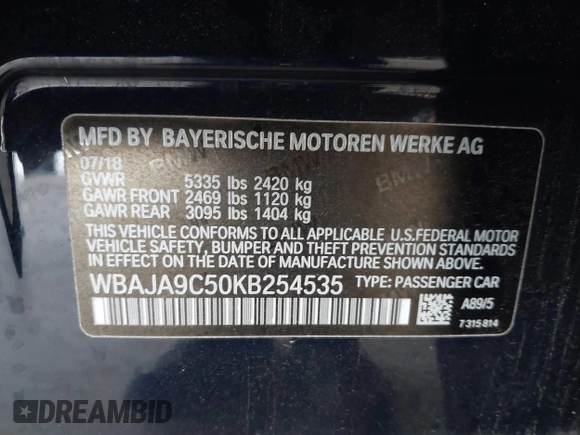 MFD BY BAYERISCHE MOTOREN WERKE AG
07/18
GVWR 5335 lbs 2420 kg
GAWR FRONT 2469 lbs 1120 kg
GAWR REAR 3095 lbs 1404 kg
THIS VEHICLE CONFORMS TO ALL APPLICABLE U.S.FEDERAL MOTOR
VEHICLE SAFETY, BUMPER AND THEFT PREVENTION STANDARDS
IN EFFECT ON THE DATE OF MANUFACTURE SHOWN ABOVE.
WBAJA9C50KB254535 TYPE: PASSENGER CAR
A89/5
7315814
DREAMBID